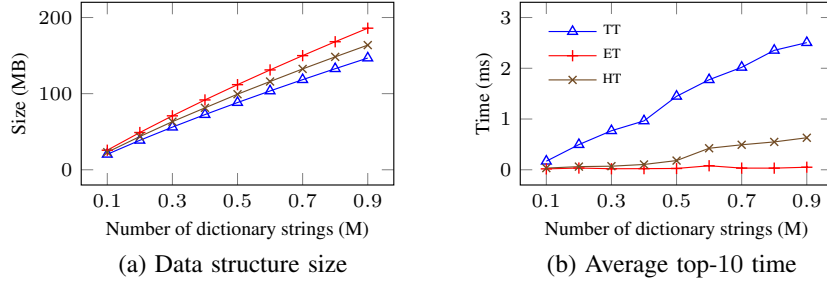 200
100
0
Size (MB)
0.1 0.3 0.5 0.7 0.9
Number of dictionary strings (M)
(a) Data structure size
3
2
1
0
Time (ms)
TT
ET
HT
0.1 0.3 0.5 0.7 0.9
Number of dictionary strings (M)
(b) Average top-10 time